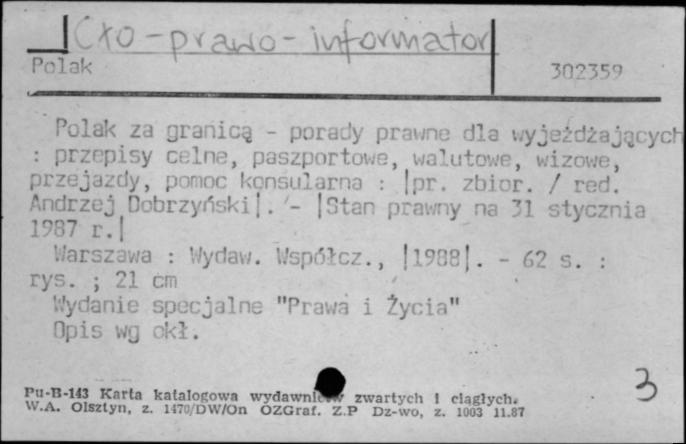 Cło - prawo - informator
Polak 302359
Polak za granicą - porady prawne dla wyjeżdżających
: przepisy celne, paszportowe, walutowe, wizowe,
przejazdy, pomoc konsularna : |pr. zbior. / red.
Andrzej Dobrzyński|. - |Stan prawny na 31 stycznia
1987 r.|
Warszawa : Wydaw. Współcz., |1988|. - 62 s. :
rys. ; 21 cm
Wydanie specjalne "Prawa i Życia"
Opis wg okł.
3
Pu-B-143 Karta katalogowa wydawnictw zwartych i ciągłych.
W.A. Olsztyn, z. 1470/DW/On OZGraf. Z.P Dz-wo, z. 1003 11.87